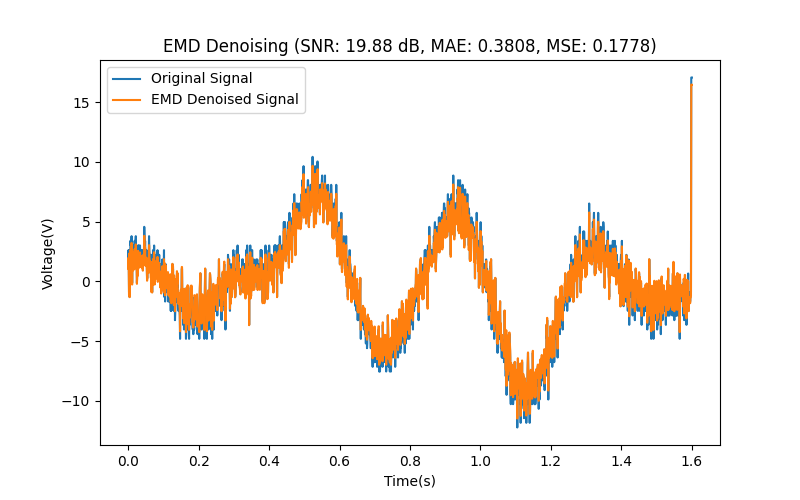 EMD Denoising (SNR: 19.88 dB, MAE: 0.3808, MSE: 0.1778)
Original Signal
EMD Denoised Signal
15
10
5
0
−5
−10
Voltage(V)
0.0 0.2 0.4 0.6 0.8 1.0 1.2 1.4 1.6
Time(s)